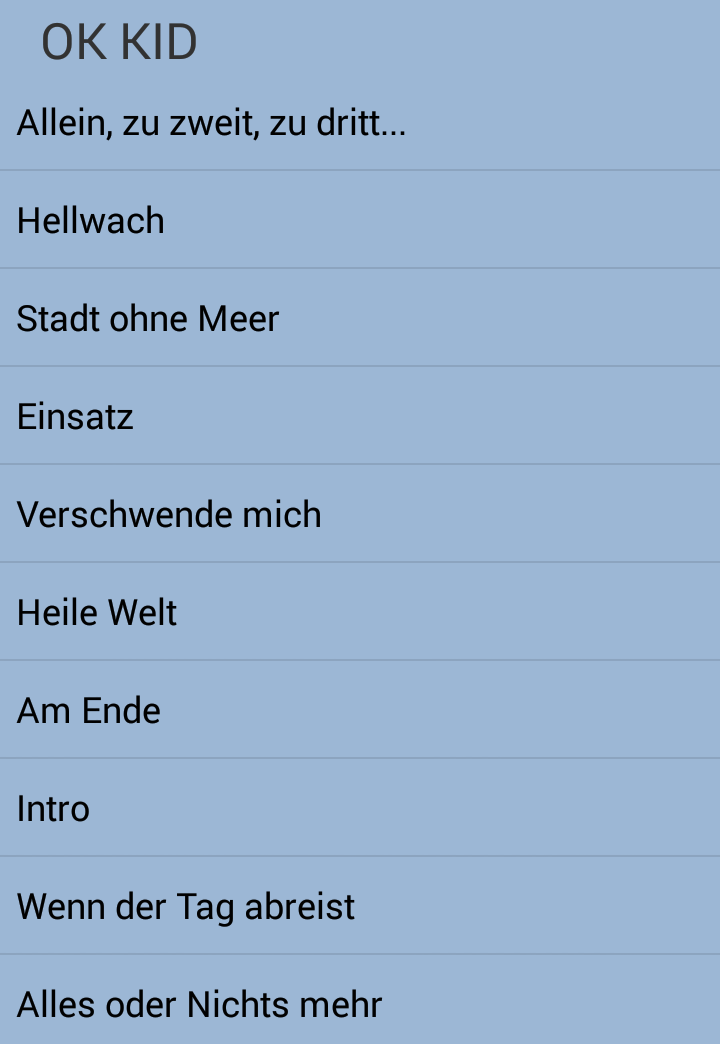 OK KID
Allein, zu zweit, zu dritt...
Hellwach
Stadt ohne Meer
Einsatz
Verschwende mich
Heile Welt
Am Ende
Intro
Wenn der Tag abreist
Alles oder Nichts mehr